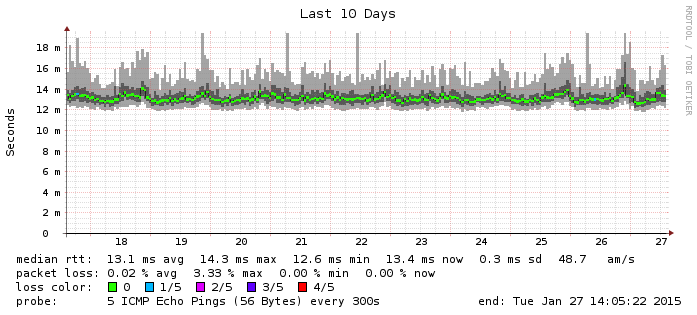 Last 10 Days
RRDTOOL / TOBI OETIKER
Seconds
18 m
16 m
14 m
12 m
10 m
8 m
6 m
4 m
2 m
0
18 19 20 21 22 23 24 25 26 27
median rtt: 13.1 ms avg 14.3 ms max 12.6 ms min 13.4 ms now 0.3 ms sd 48.7 am/s
packet loss: 0.02 % avg 3.33 % max 0.00 % min 0.00 % now
loss color: 0 1/5 2/5 3/5 4/5
probe: 5 ICMP Echo Pings (56 Bytes) every 300s end: Tue Jan 27 14:05:22 2015